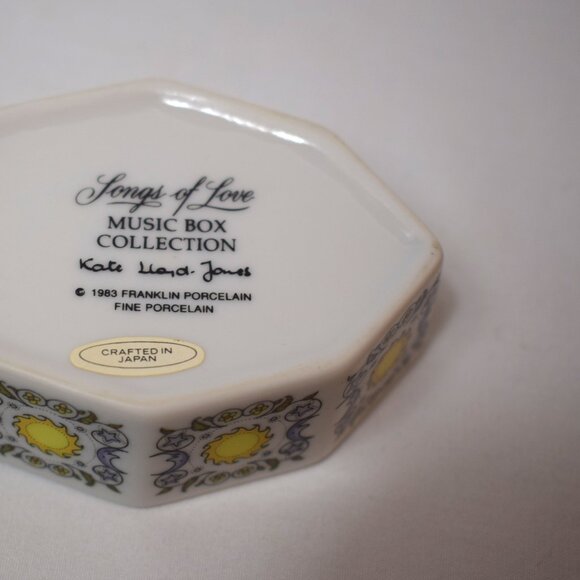 Songs of Love
MUSIC BOX
COLLECTION
Kate Lloyd-Jones
© 1983 FRANKLIN PORCELAIN
FINE PORCELAIN
CRAFTED IN
JAPAN